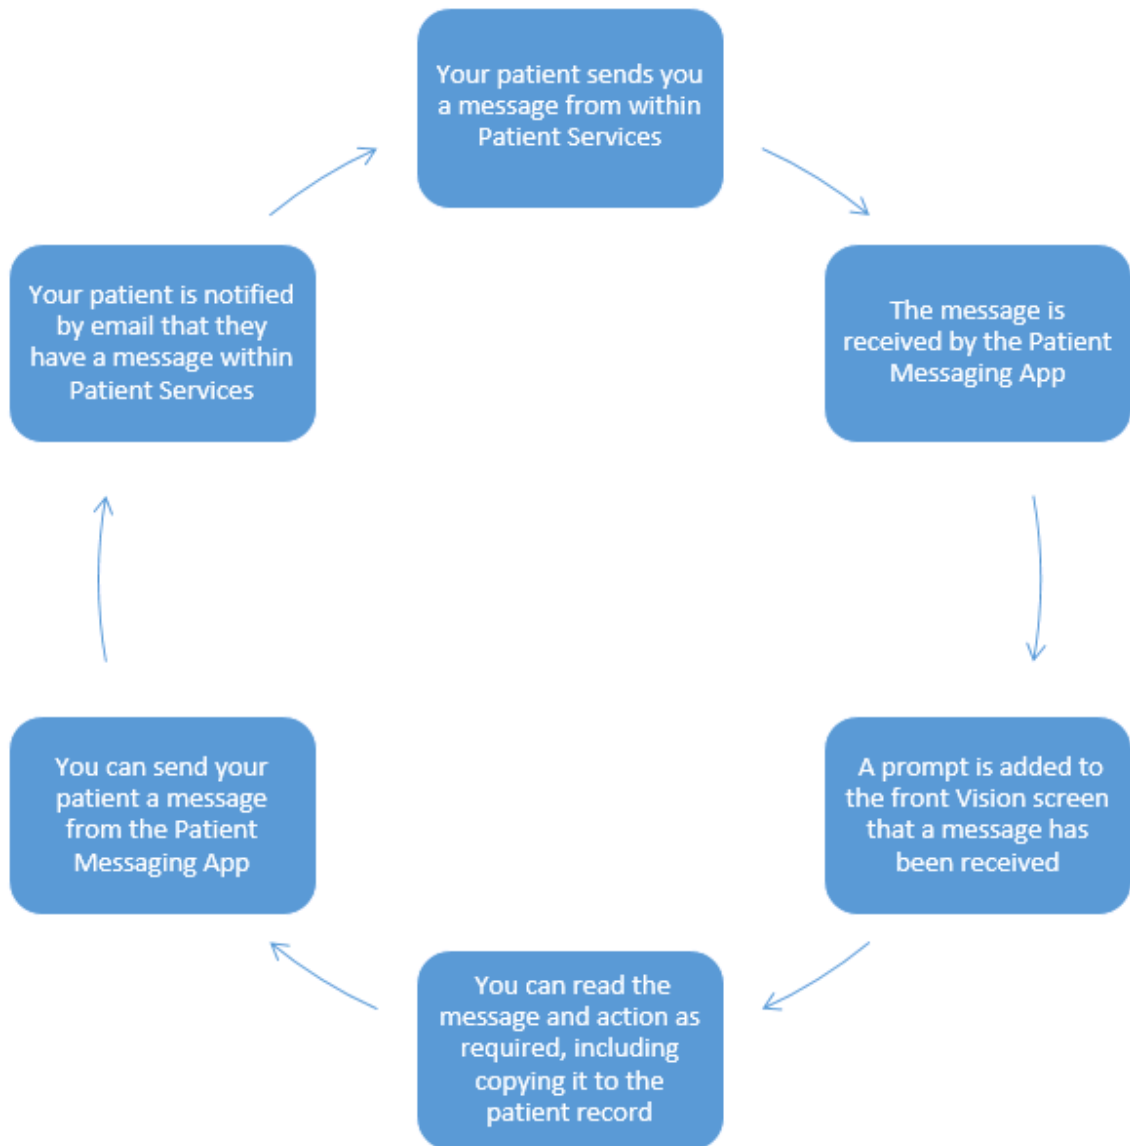 Your patient sends you
a message from within
Patient Services
The message is
received by the Patient
Messaging App
A prompt is added to
the front Vision screen
that a message has
been received
You can read the
message and action as
required, including
copying it to the
patient record
You can send your
patient a message
from the Patient
Messaging App
Your patient is notified
by email that they
have a message within
Patient Services